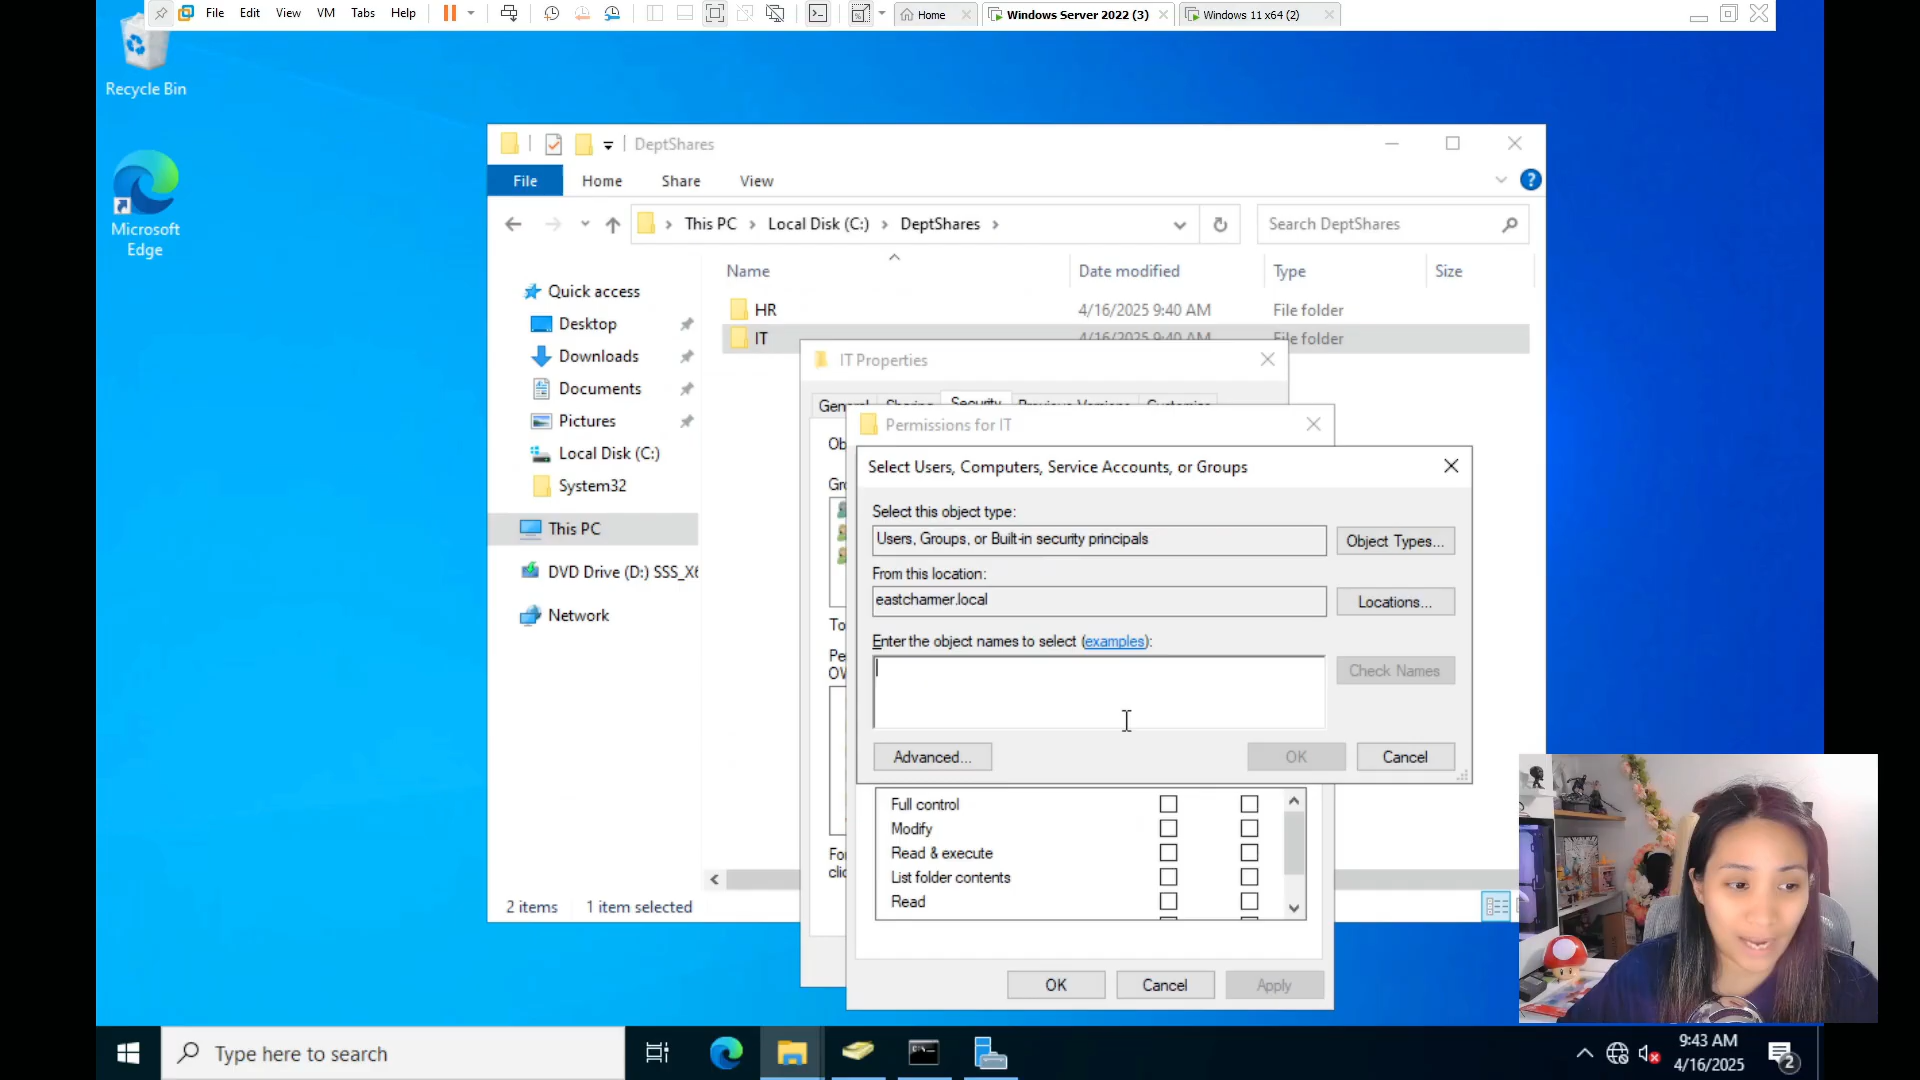 File Edit View VM Tabs Help
Home
Windows Server 2022 (3)
Windows 11 x64 (2)
Recycle Bin
Microsoft
Edge
DeptShares
File Home Share View
This PC Local Disk (C:) DeptShares
Search DeptShares
Name Date modified Type Size
Quick access
Desktop
Downloads
Documents
Pictures
Local Disk (C:)
System32
This PC
DVD Drive (D:) SSS_X6
Network
HR 4/16/2025 9:40 AM File folder
IT 4/16/2025 9:40 AM File folder
IT Properties
General Sharing Security Previous Versions Customize
Permissions for IT
Select Users, Computers, Service Accounts, or Groups
Select this object type:
Users, Groups, or Built-in security principals
Object Types...
From this location:
eastcharmer.local
Locations...
Enter the object names to select (examples):
Check Names
Advanced...
OK
Cancel
Full control
Modify
Read & execute
List folder contents
Read
OK
Cancel
Apply
2 items 1 item selected
Type here to search
9:43 AM
4/16/2025
2